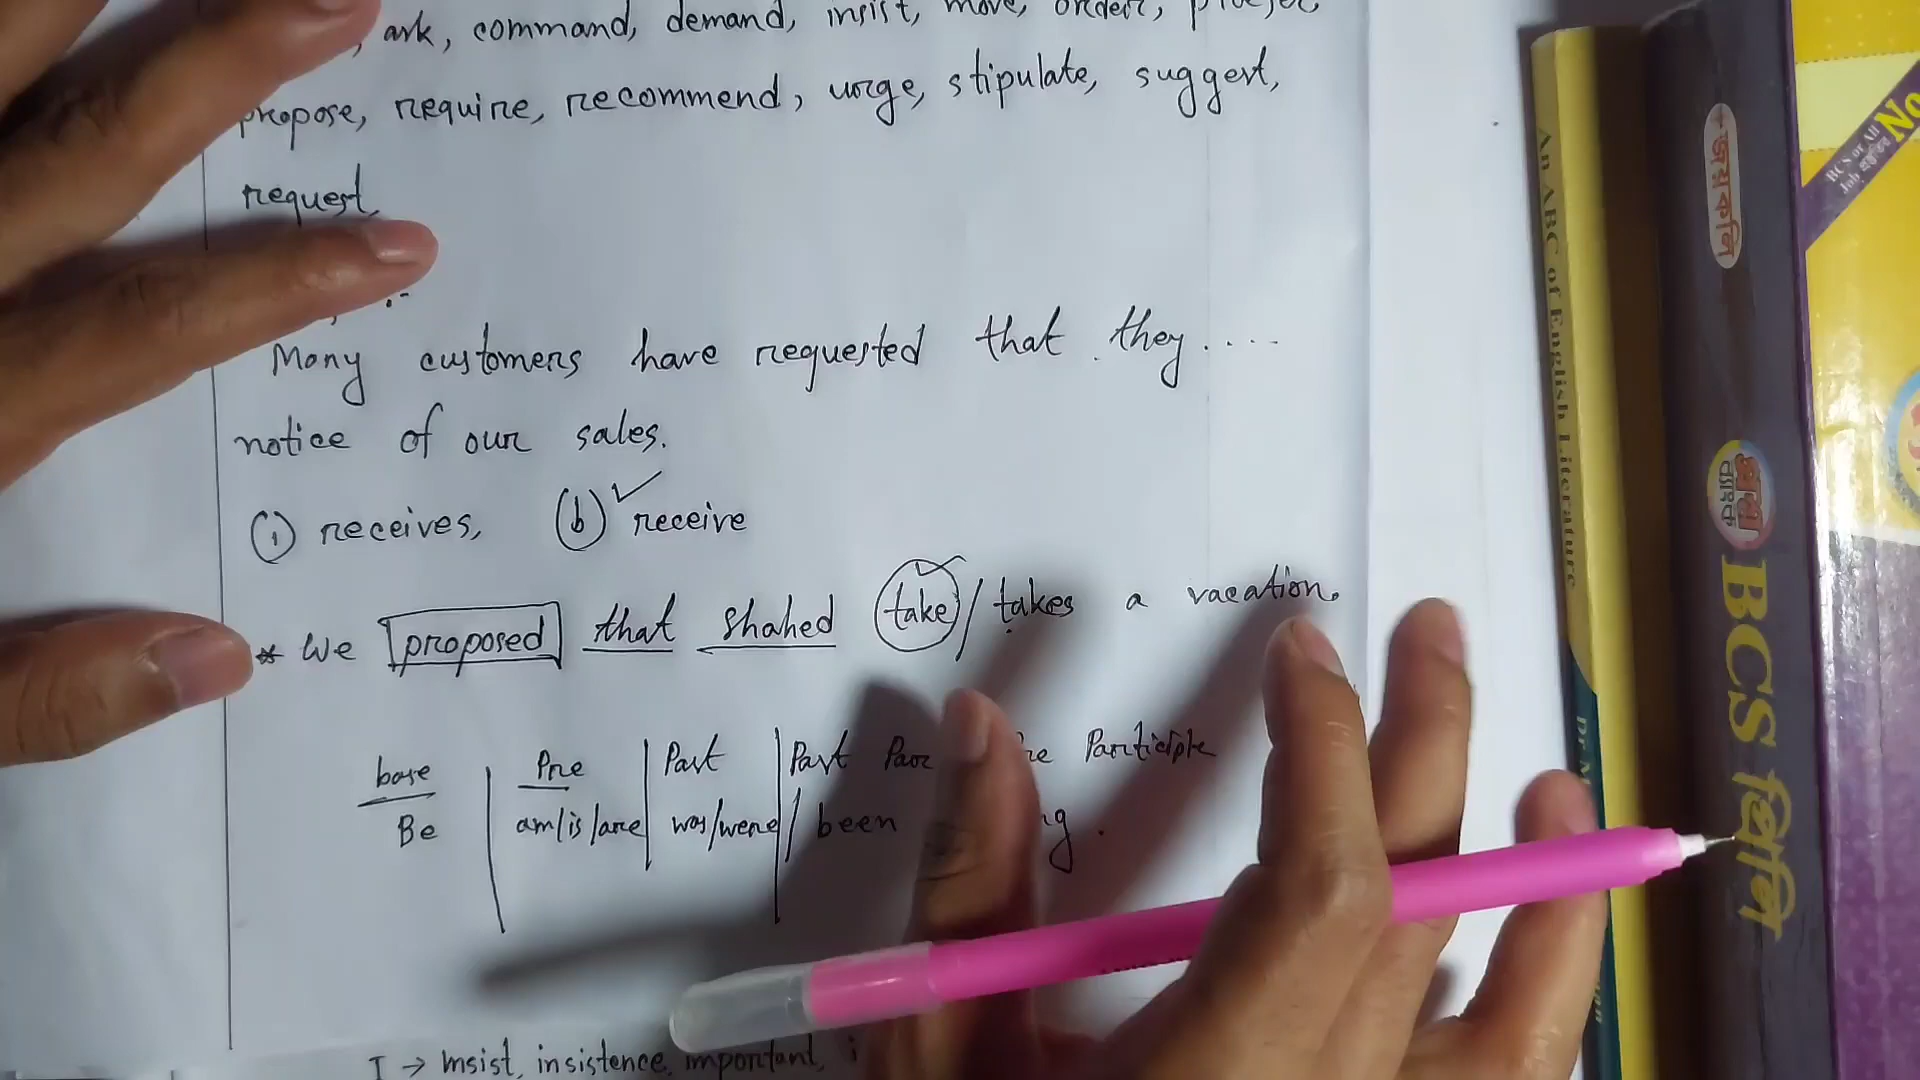 ask, command, demand, insist, move, order,
propose, require, recommend, urge, stipulate, suggest,
request,
Many customers have requested that they....
notice of our sales.
(i) receives, (b) receive
* We proposed that shahed take/takes a vacation.
base | Pre | Past | Past Participle
Be | am/is/are | was/were/ been
I → insist, insistence, important,
An ABC of English Literature
Dr M
BCS প্রিলি
BCS or All
Job
No